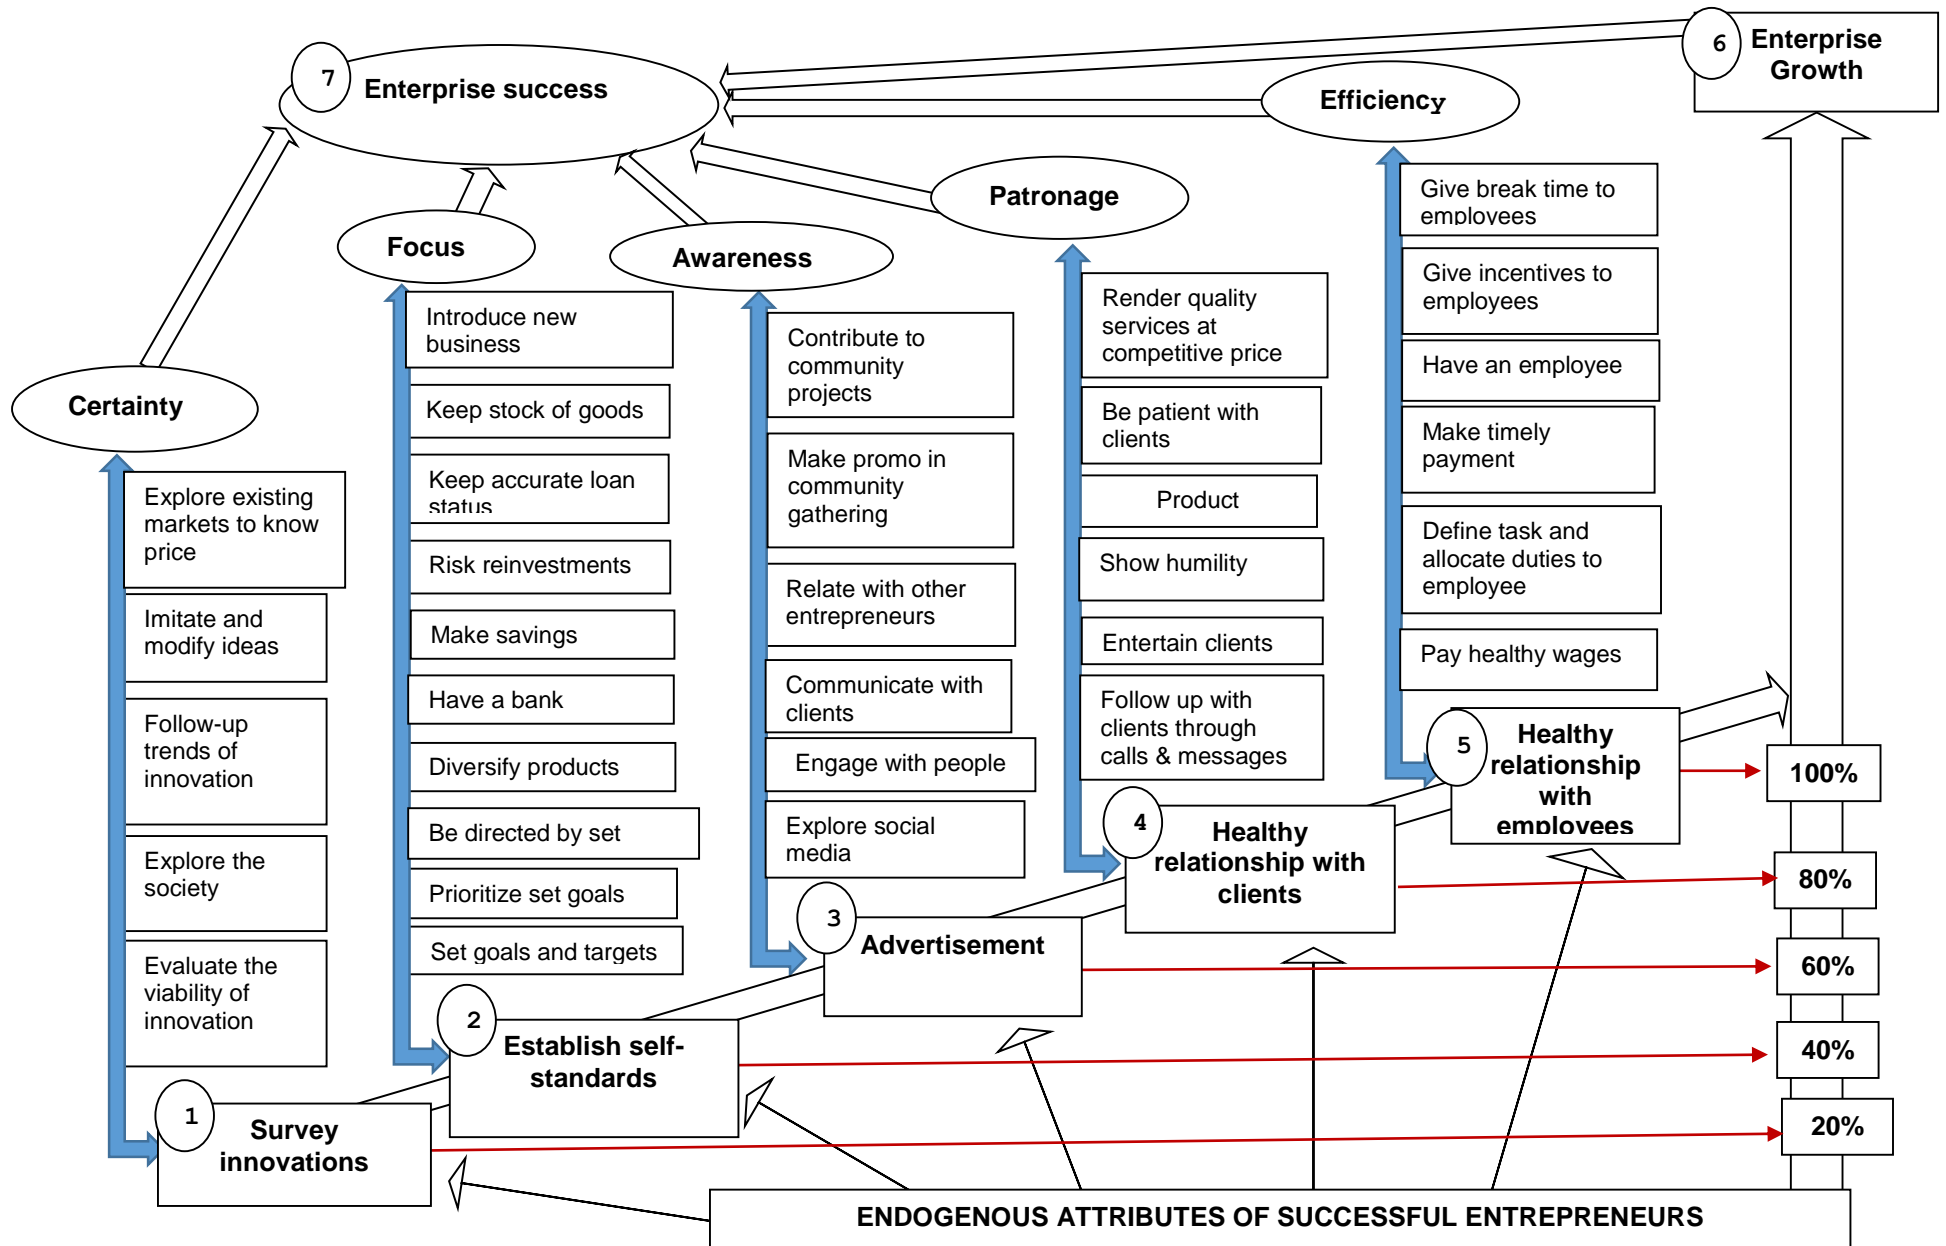 6
Enterprise
Growth
7
Enterprise success
Efficiency
Patronage
Focus
Awareness
Certainty
Explore existing
markets to know
price
Imitate and
modify ideas
Follow-up
trends of
innovation
Explore the
society
Evaluate the
viability of
innovation
Introduce new
business
Keep stock of goods
Keep accurate loan
status
Risk reinvestments
Make savings
Have a bank
Diversify products
Be directed by set
Prioritize set goals
Set goals and targets
Contribute to
community
projects
Make promo in
community
gathering
Relate with other
entrepreneurs
Communicate with
clients
Engage with people
Explore social
media
Render quality
services at
competitive price
Be patient with
clients
Product
Show humility
Entertain clients
Follow up with
clients through
calls & messages
Give break time to
employees
Give incentives to
employees
Have an employee
Make timely
payment
Define task and
allocate duties to
employee
Pay healthy wages
5
Healthy
relationship
with
employees
100%
4
Healthy
relationship with
clients
80%
3
Advertisement
60%
2
Establish self-
standards
40%
1
Survey
innovations
20%
ENDOGENOUS ATTRIBUTES OF SUCCESSFUL ENTREPRENEURS